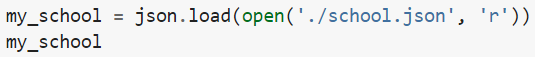 my_school = json.load(open('./school.json', 'r'))
my_school